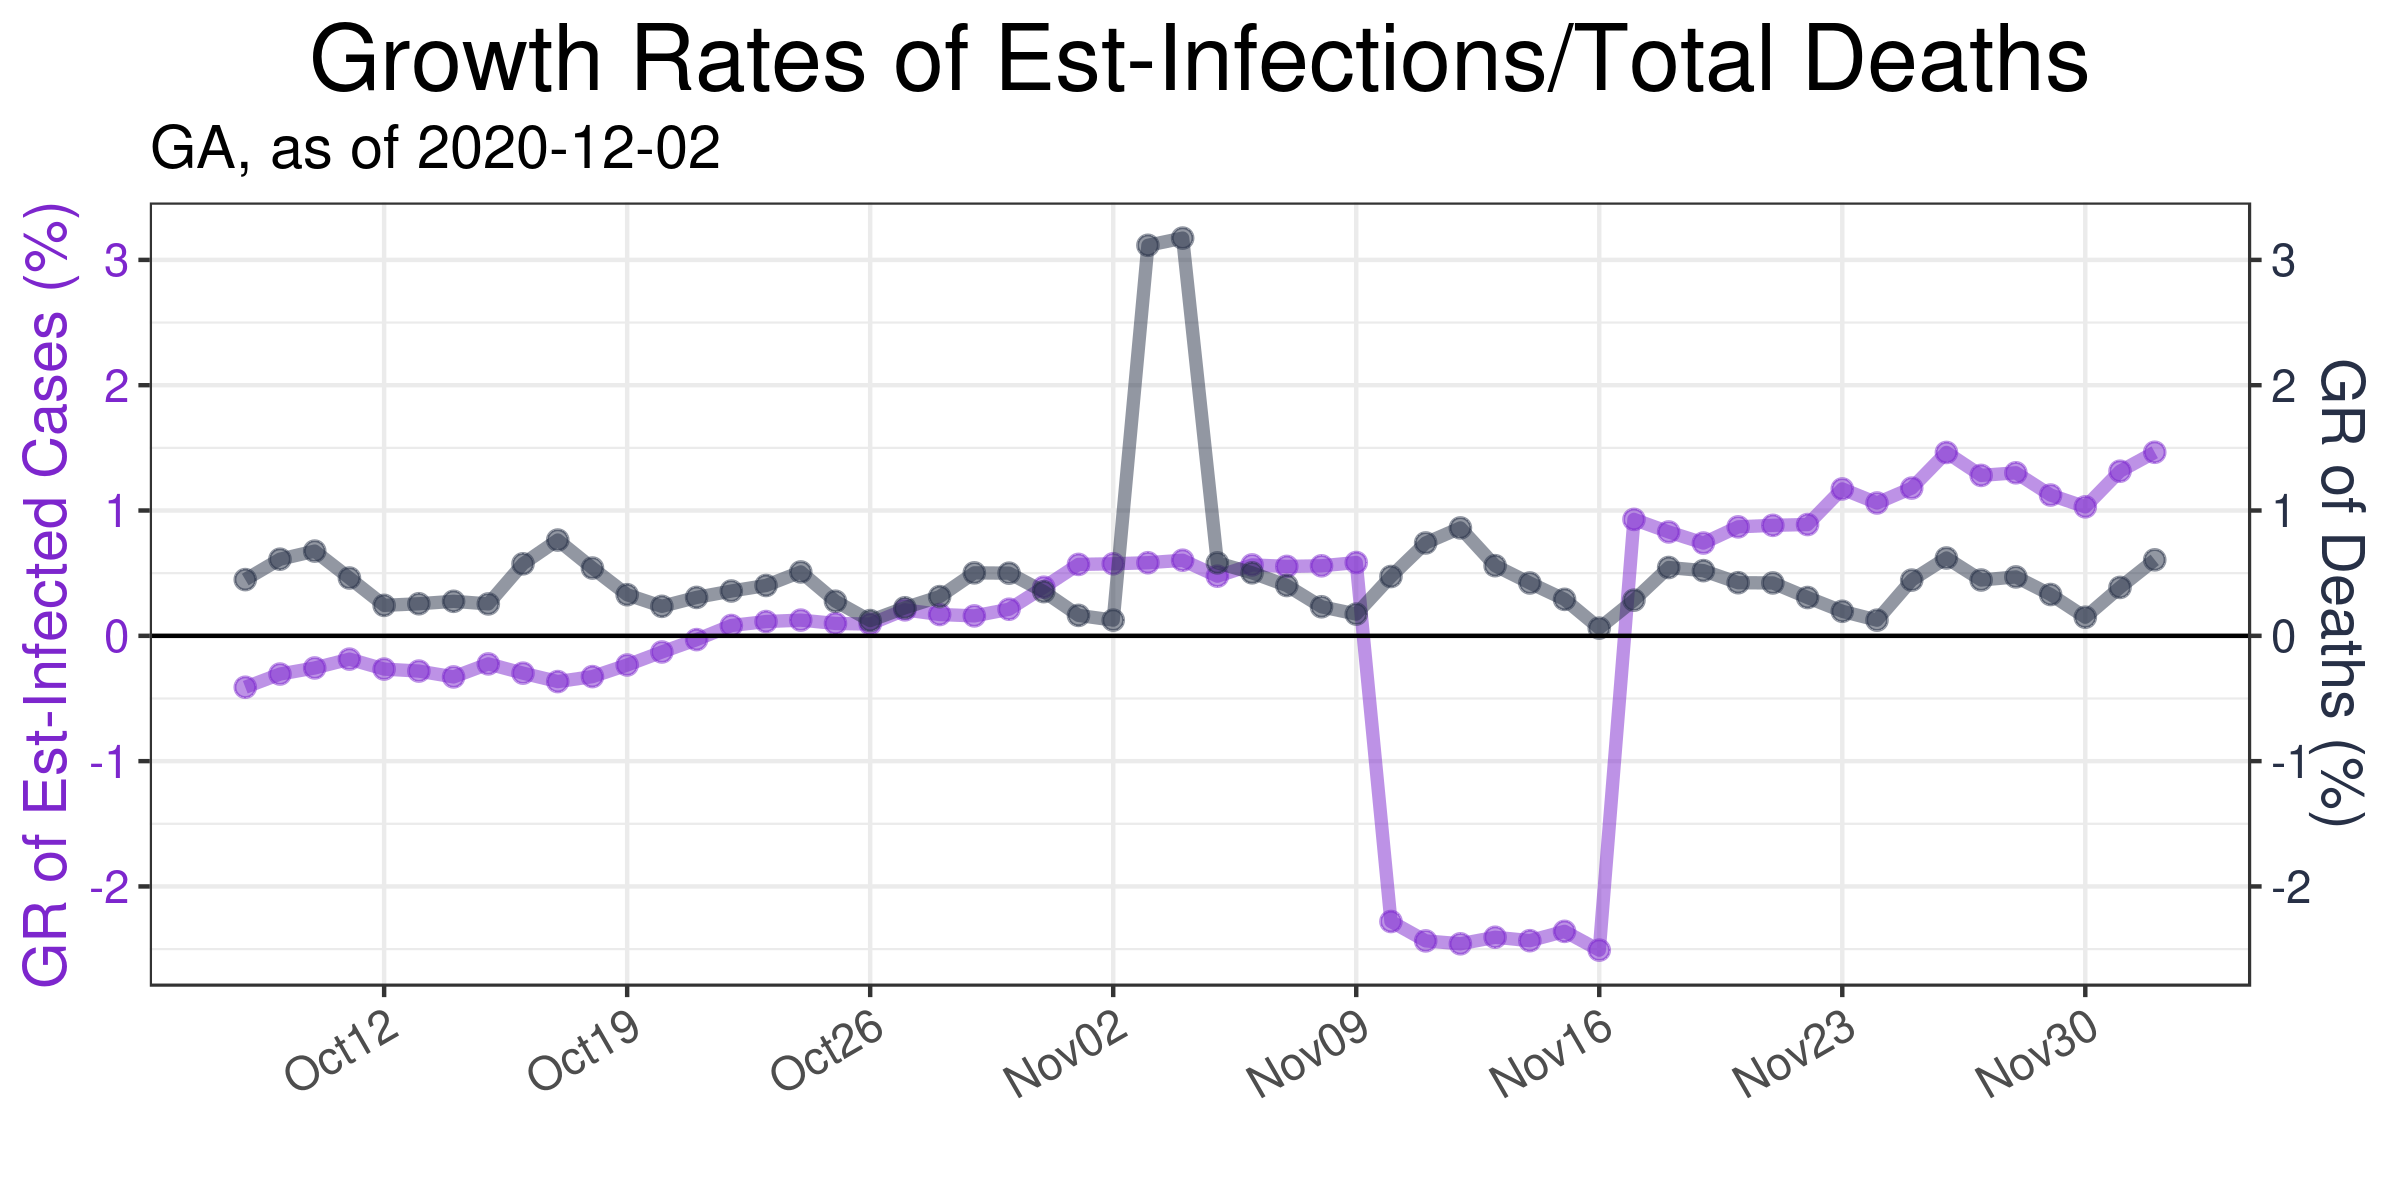 Growth Rates of Est-Infections/Total Deaths
GA, as of 2020-12-02
GR of Est-Infected Cases (%)
3
2
1
0
-1
-2
3
2
1
0
-1
-2
GR of Deaths (%)
Oct12
Oct19
Oct26
Nov02
Nov09
Nov16
Nov23
Nov30